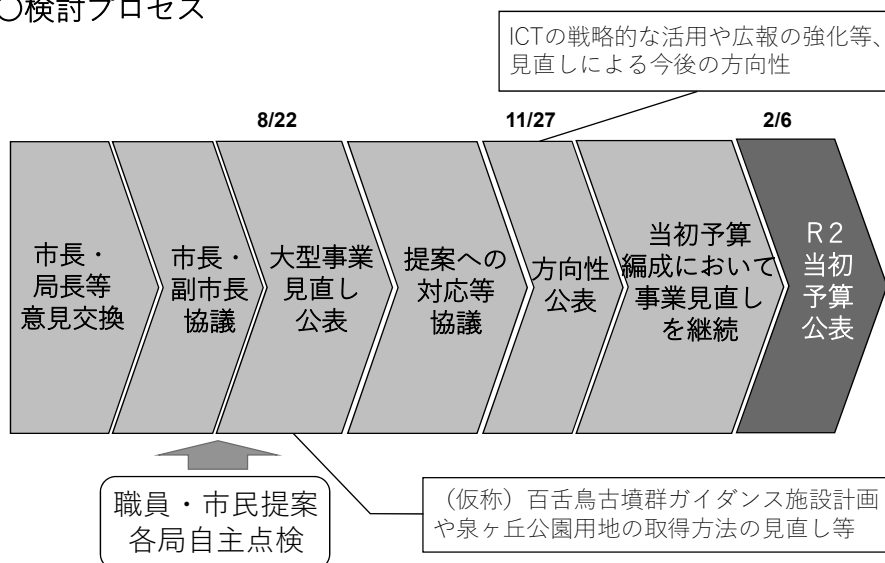 〇検討プロセス
ICTの戦略的な活用や広報の強化等、
見直しによる今後の方向性
8/22
11/27
2/6
市長・
局長等
意見交換
市長・
副市長
協議
大型事業
見直し
公表
提案への
対応等
協議
方向性
公表
当初予算
編成において
事業見直し
を継続
R２
当初
予算
公表
職員・市民提案
各局自主点検
（仮称）百舌鳥古墳群ガイダンス施設計画
や泉ヶ丘公園用地の取得方法の見直し等